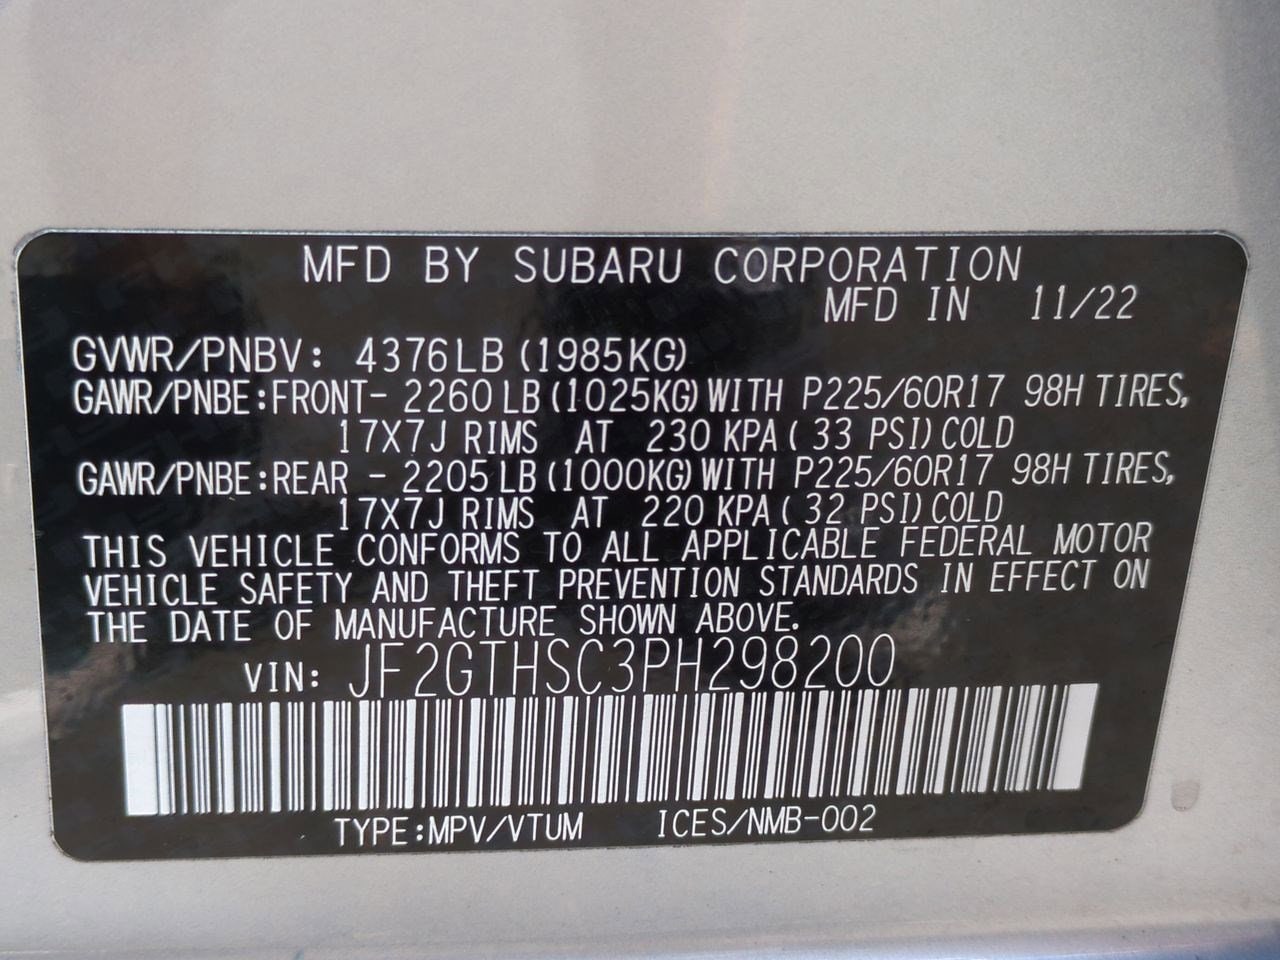 MFD BY SUBARU CORPORATION
MFD IN 11/22
GVWR/PNBV: 4376LB (1985KG)
GAWR/PNBE:FRONT- 2260LB (1025KG) WITH P225/60R17 98H TIRES,
17X7J RIMS AT 230 KPA ( 33 PSI) COLD
GAWR/PNBE:REAR - 2205LB (1000KG) WITH P225/60R17 98H TIRES,
17X7J RIMS AT 220 KPA ( 32 PSI) COLD
THIS VEHICLE CONFORMS TO ALL APPLICABLE FEDERAL MOTOR
VEHICLE SAFETY AND THEFT PREVENTION STANDARDS IN EFFECT ON
THE DATE OF MANUFACTURE SHOWN ABOVE.
VIN: JF2GTHSC3PH298200
TYPE:MPV/VTUM ICES/NMB-002